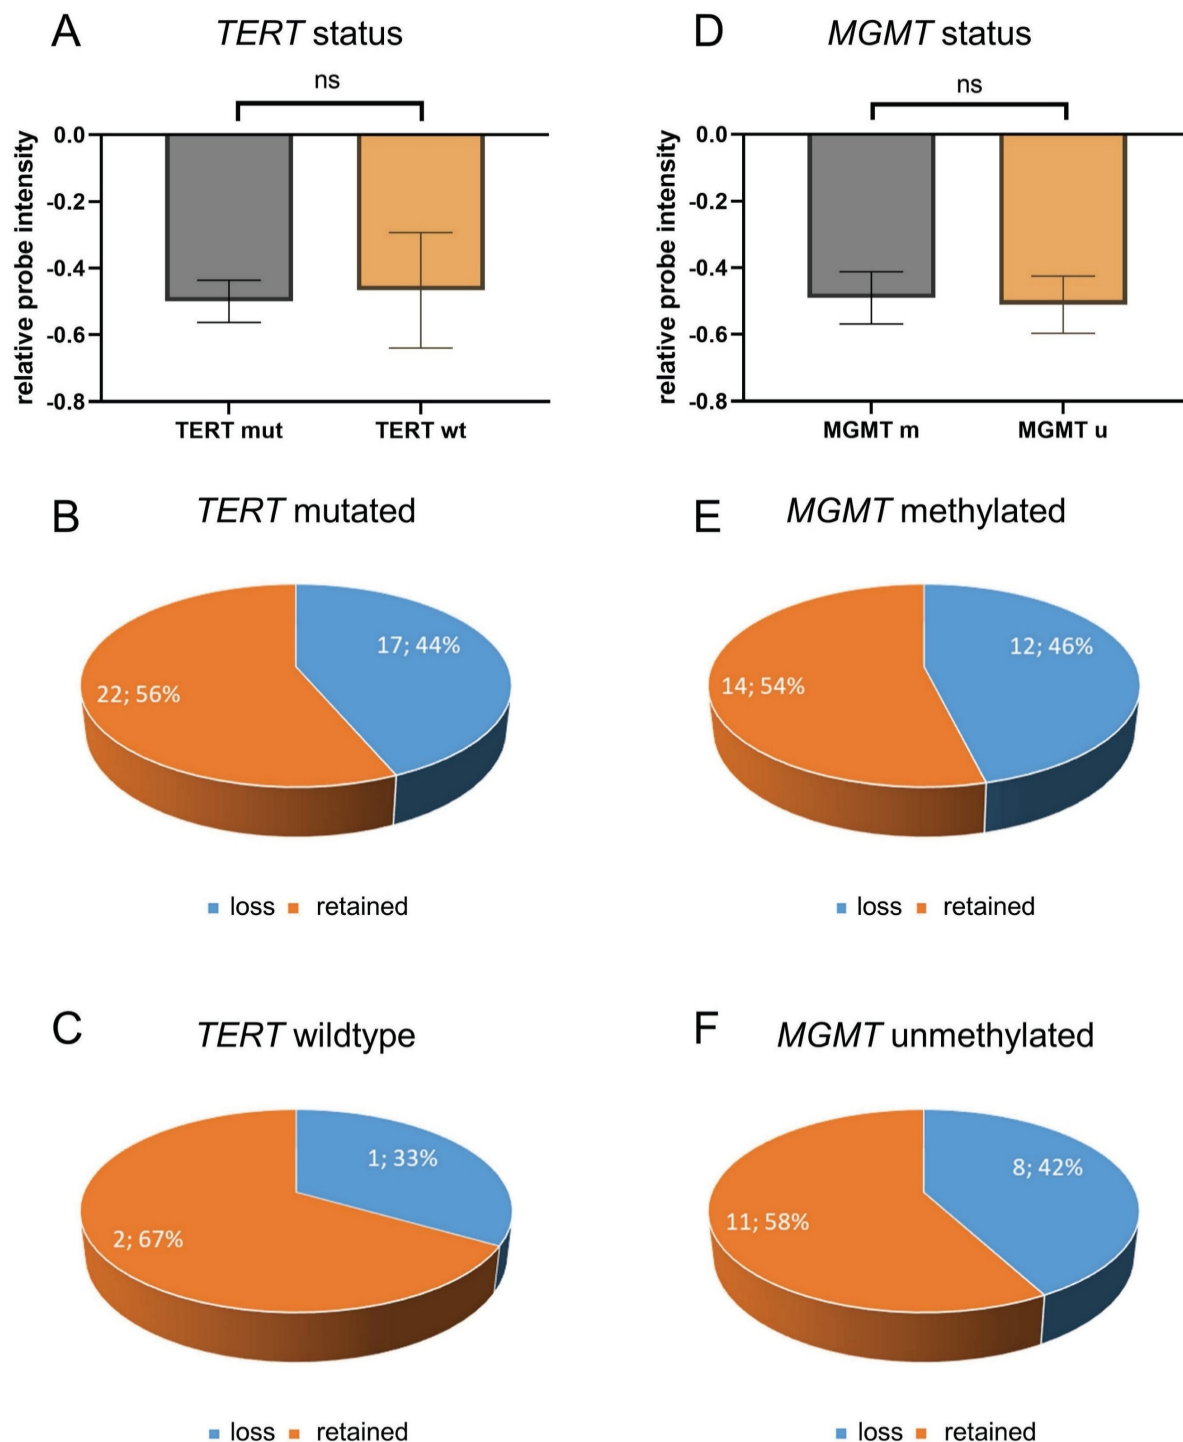 A
TERT status
ns
relative probe intensity
0.0
-0.2
-0.4
-0.6
-0.8
TERT mut
TERT wt
D
MGMT status
ns
relative probe intensity
0.0
-0.2
-0.4
-0.6
-0.8
MGMT m
MGMT u
B
TERT mutated
17; 44%
22; 56%
loss retained
E
MGMT methylated
12; 46%
14; 54%
loss retained
C
TERT wildtype
1; 33%
2; 67%
loss retained
F
MGMT unmethylated
8; 42%
11; 58%
loss retained